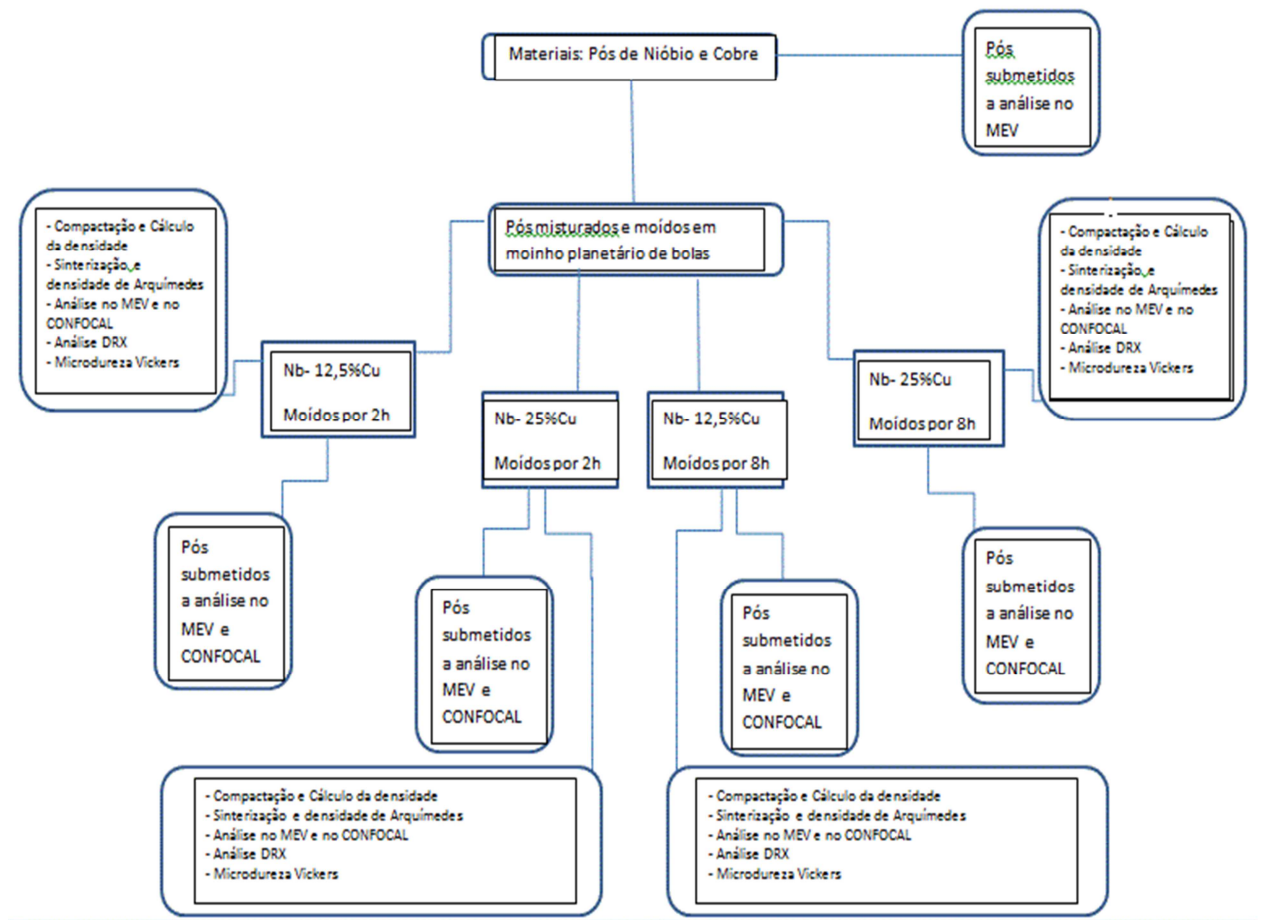 Materiais: Pós de Nióbio e Cobre
Pós
submetidos
a análise no
MEV
Pós misturados e moídos em
moinho planetário de bolas
- Compactação e Cálculo
da densidade
- Sinterização e
densidade de Arquímedes
- Análise no MEV e no
CONFOCAL
- Análise DRX
- Microdureza Vickers
- Compactação e Cálculo
da densidade
- Sinterização e
densidade de Arquímedes
- Análise no MEV e no
CONFOCAL
- Análise DRX
- Microdureza Vickers
Nb- 12,5%Cu
Moídos por 2h
Nb- 25%Cu
Moídos por 2h
Nb- 12,5%Cu
Moídos por 8h
Nb- 25%Cu
Moídos por 8h
Pós
submetidos
a análise no
MEV e
CONFOCAL
Pós
submetidos
a análise no
MEV e
CONFOCAL
Pós
submetidos
a análise no
MEV e
CONFOCAL
Pós
submetidos
a análise no
MEV e
CONFOCAL
- Compactação e Cálculo da densidade
- Sinterização e densidade de Arquímedes
- Análise no MEV e no CONFOCAL
- Análise DRX
- Microdureza Vickers
- Compactação e Cálculo da densidade
- Sinterização e densidade de Arquímedes
- Análise no MEV e no CONFOCAL
- Análise DRX
- Microdureza Vickers